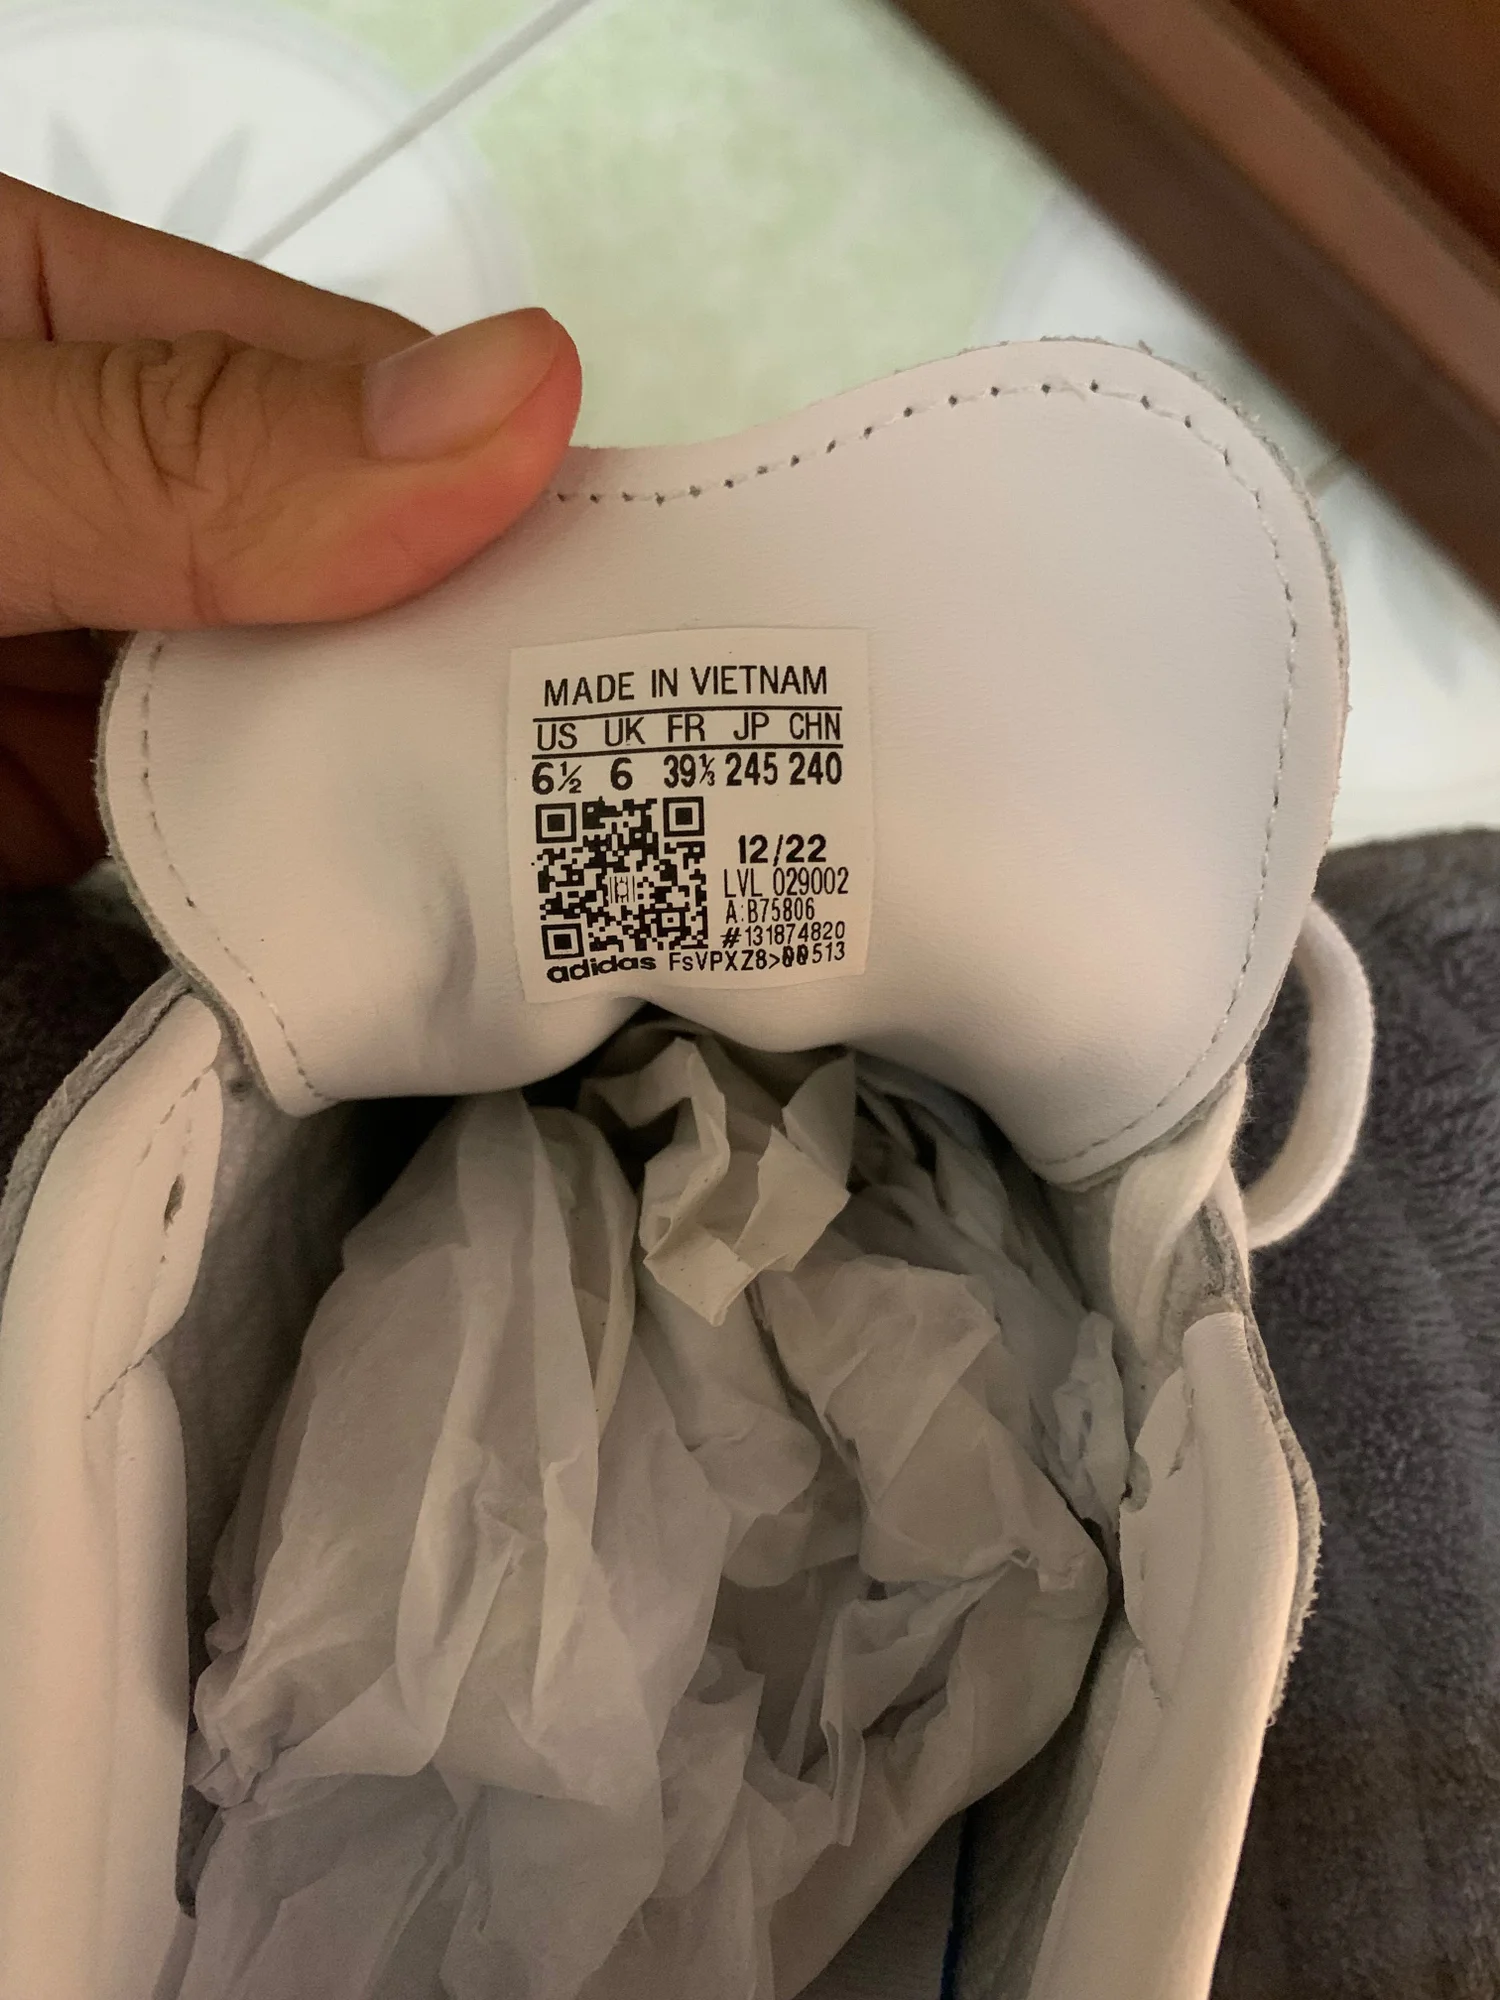 MADE IN VIETNAM
US UK FR JP CHN
6½ 6 39⅓ 245 240
12/22
LVL 029002
A:B75806
#131874820
adidas FsVPXZ8>00513